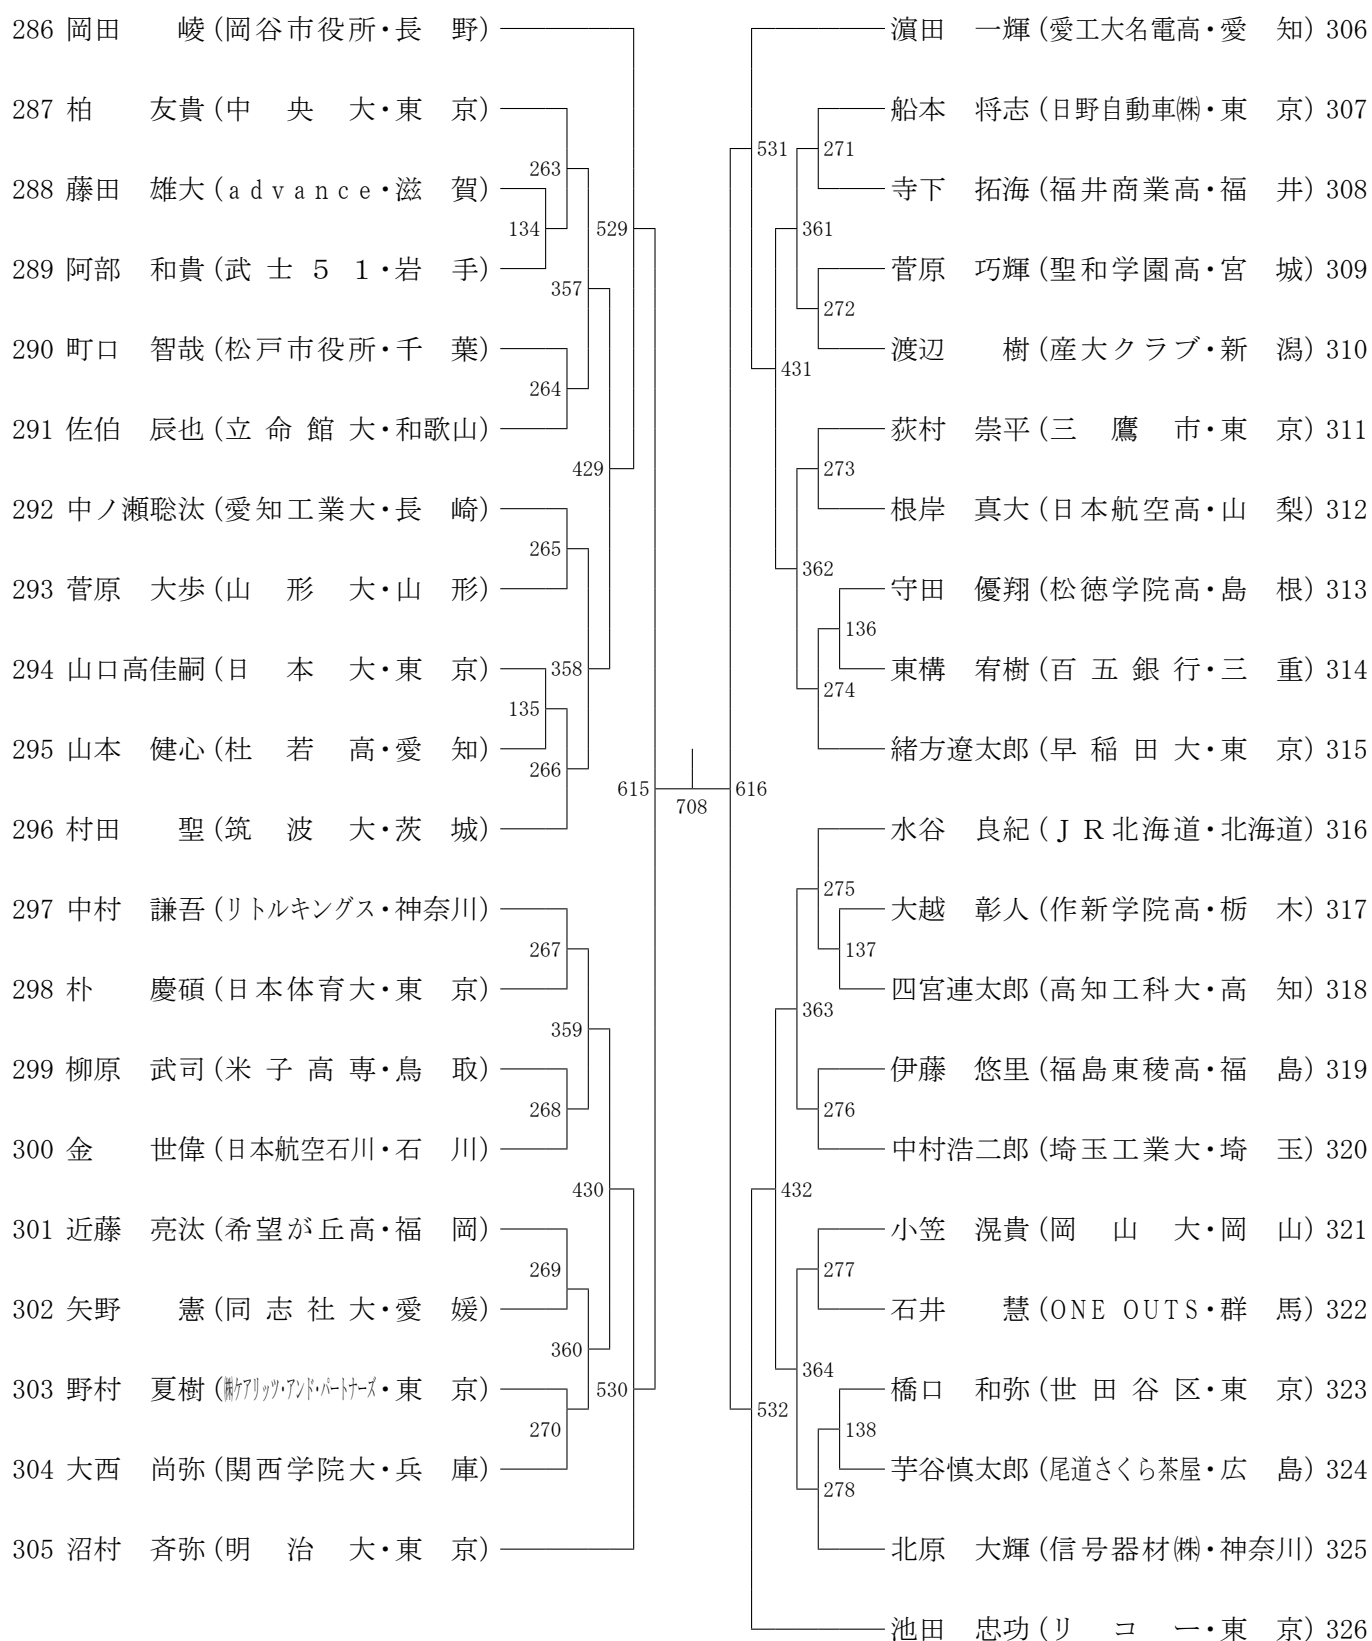 286 岡田 崚 (岡谷市役所・長 野)
287 柏 友貴 (中 央 大・東 京)
288 藤田 雄大 (advance・滋 賀)
289 阿部 和貴 (武 士 5 1・岩 手)
290 町口 智哉 (松戸市役所・千 葉)
291 佐伯 辰也 (立 命 館 大・和歌山)
292 中ノ瀬聡汰 (愛知工業大・長 崎)
293 菅原 大歩 (山 形 大・山 形)
294 山口高佳嗣 (日 本 大・東 京)
295 山本 健心 (杜 若 高・愛 知)
296 村田 聖 (筑 波 大・茨 城)
297 中村 謙吾 (リトルキングス・神奈川)
298 朴 慶碩 (日本体育大・東 京)
299 柳原 武司 (米 子 高 専・鳥 取)
300 金 世偉 (日本航空石川・石 川)
301 近藤 亮汰 (希望が丘高・福 岡)
302 矢野 憲 (同 志 社 大・愛 媛)
303 野村 夏樹 (㈱ケアリッツ・アンド・パートナーズ・東 京)
304 大西 尚弥 (関西学院大・兵 庫)
305 沼村 斉弥 (明 治 大・東 京)
263
134
529
357
264
429
265
358
135
266
615
267
359
268
430
269
360
530
270
708
616
531
271
361
272
431
273
362
136
274
275
137
363
276
432
277
364
532
138
278
濵田 一輝 (愛工大名電高・愛 知) 306
船本 将志 (日野自動車㈱・東 京) 307
寺下 拓海 (福井商業高・福 井) 308
菅原 巧輝 (聖和学園高・宮 城) 309
渡辺 樹 (産大クラブ・新 潟) 310
荻村 崇平 (三 鷹 市・東 京) 311
根岸 真大 (日本航空高・山 梨) 312
守田 優翔 (松徳学院高・島 根) 313
東構 宥樹 (百 五 銀 行・三 重) 314
緒方遼太郎 (早 稲 田 大・東 京) 315
水谷 良紀 (J R 北海道・北海道) 316
大越 彰人 (作新学院高・栃 木) 317
四宮連太郎 (高知工科大・高 知) 318
伊藤 悠里 (福島東稜高・福 島) 319
中村浩二郎 (埼玉工業大・埼 玉) 320
小笠 滉貴 (岡 山 大・岡 山) 321
石井 慧 (ONE OUTS・群 馬) 322
橋口 和弥 (世 田 谷 区・東 京) 323
芋谷慎太郎 (尾道さくら茶屋・広 島) 324
北原 大輝 (信号器材㈱・神奈川) 325
池田 忠功 (リ コ ー・東 京) 326